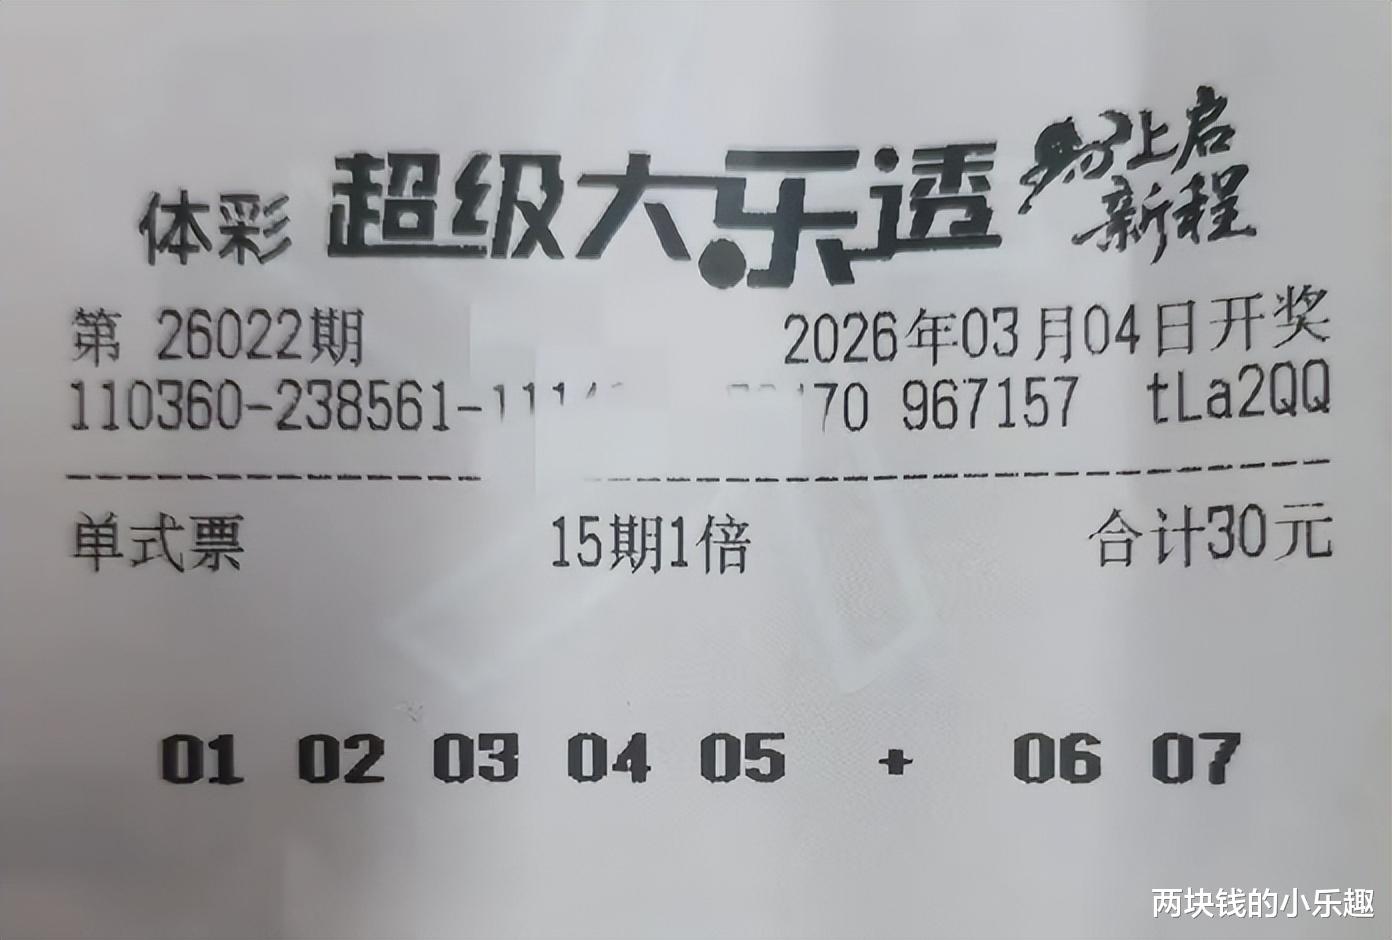 体彩 超级大乐透 马上启
新程
第 26022期 2026年03月04日开奖
110360-238561- 70 967157 tLa2QQ
单式票 15期1倍 合计30元
01 02 03 04 05 + 06 07
两块钱的小乐趣